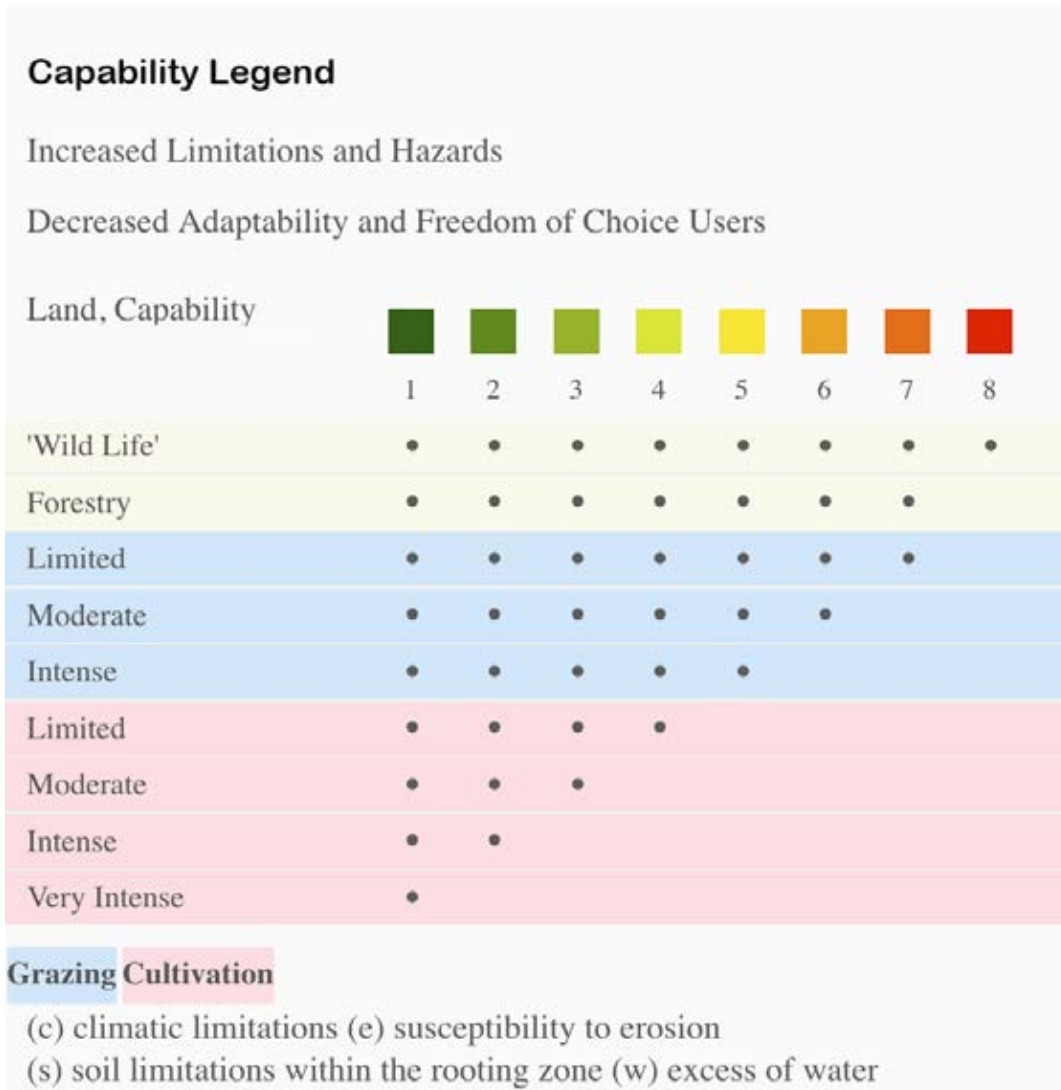 Capability Legend
Increased Limitations and Hazards
Decreased Adaptability and Freedom of Choice Users
Land, Capability
1 2 3 4 5 6 7 8
'Wild Life'
Forestry
Limited
Moderate
Intense
Limited
Moderate
Intense
Very Intense
Grazing Cultivation
(c) climatic limitations (e) susceptibility to erosion
(s) soil limitations within the rooting zone (w) excess of water